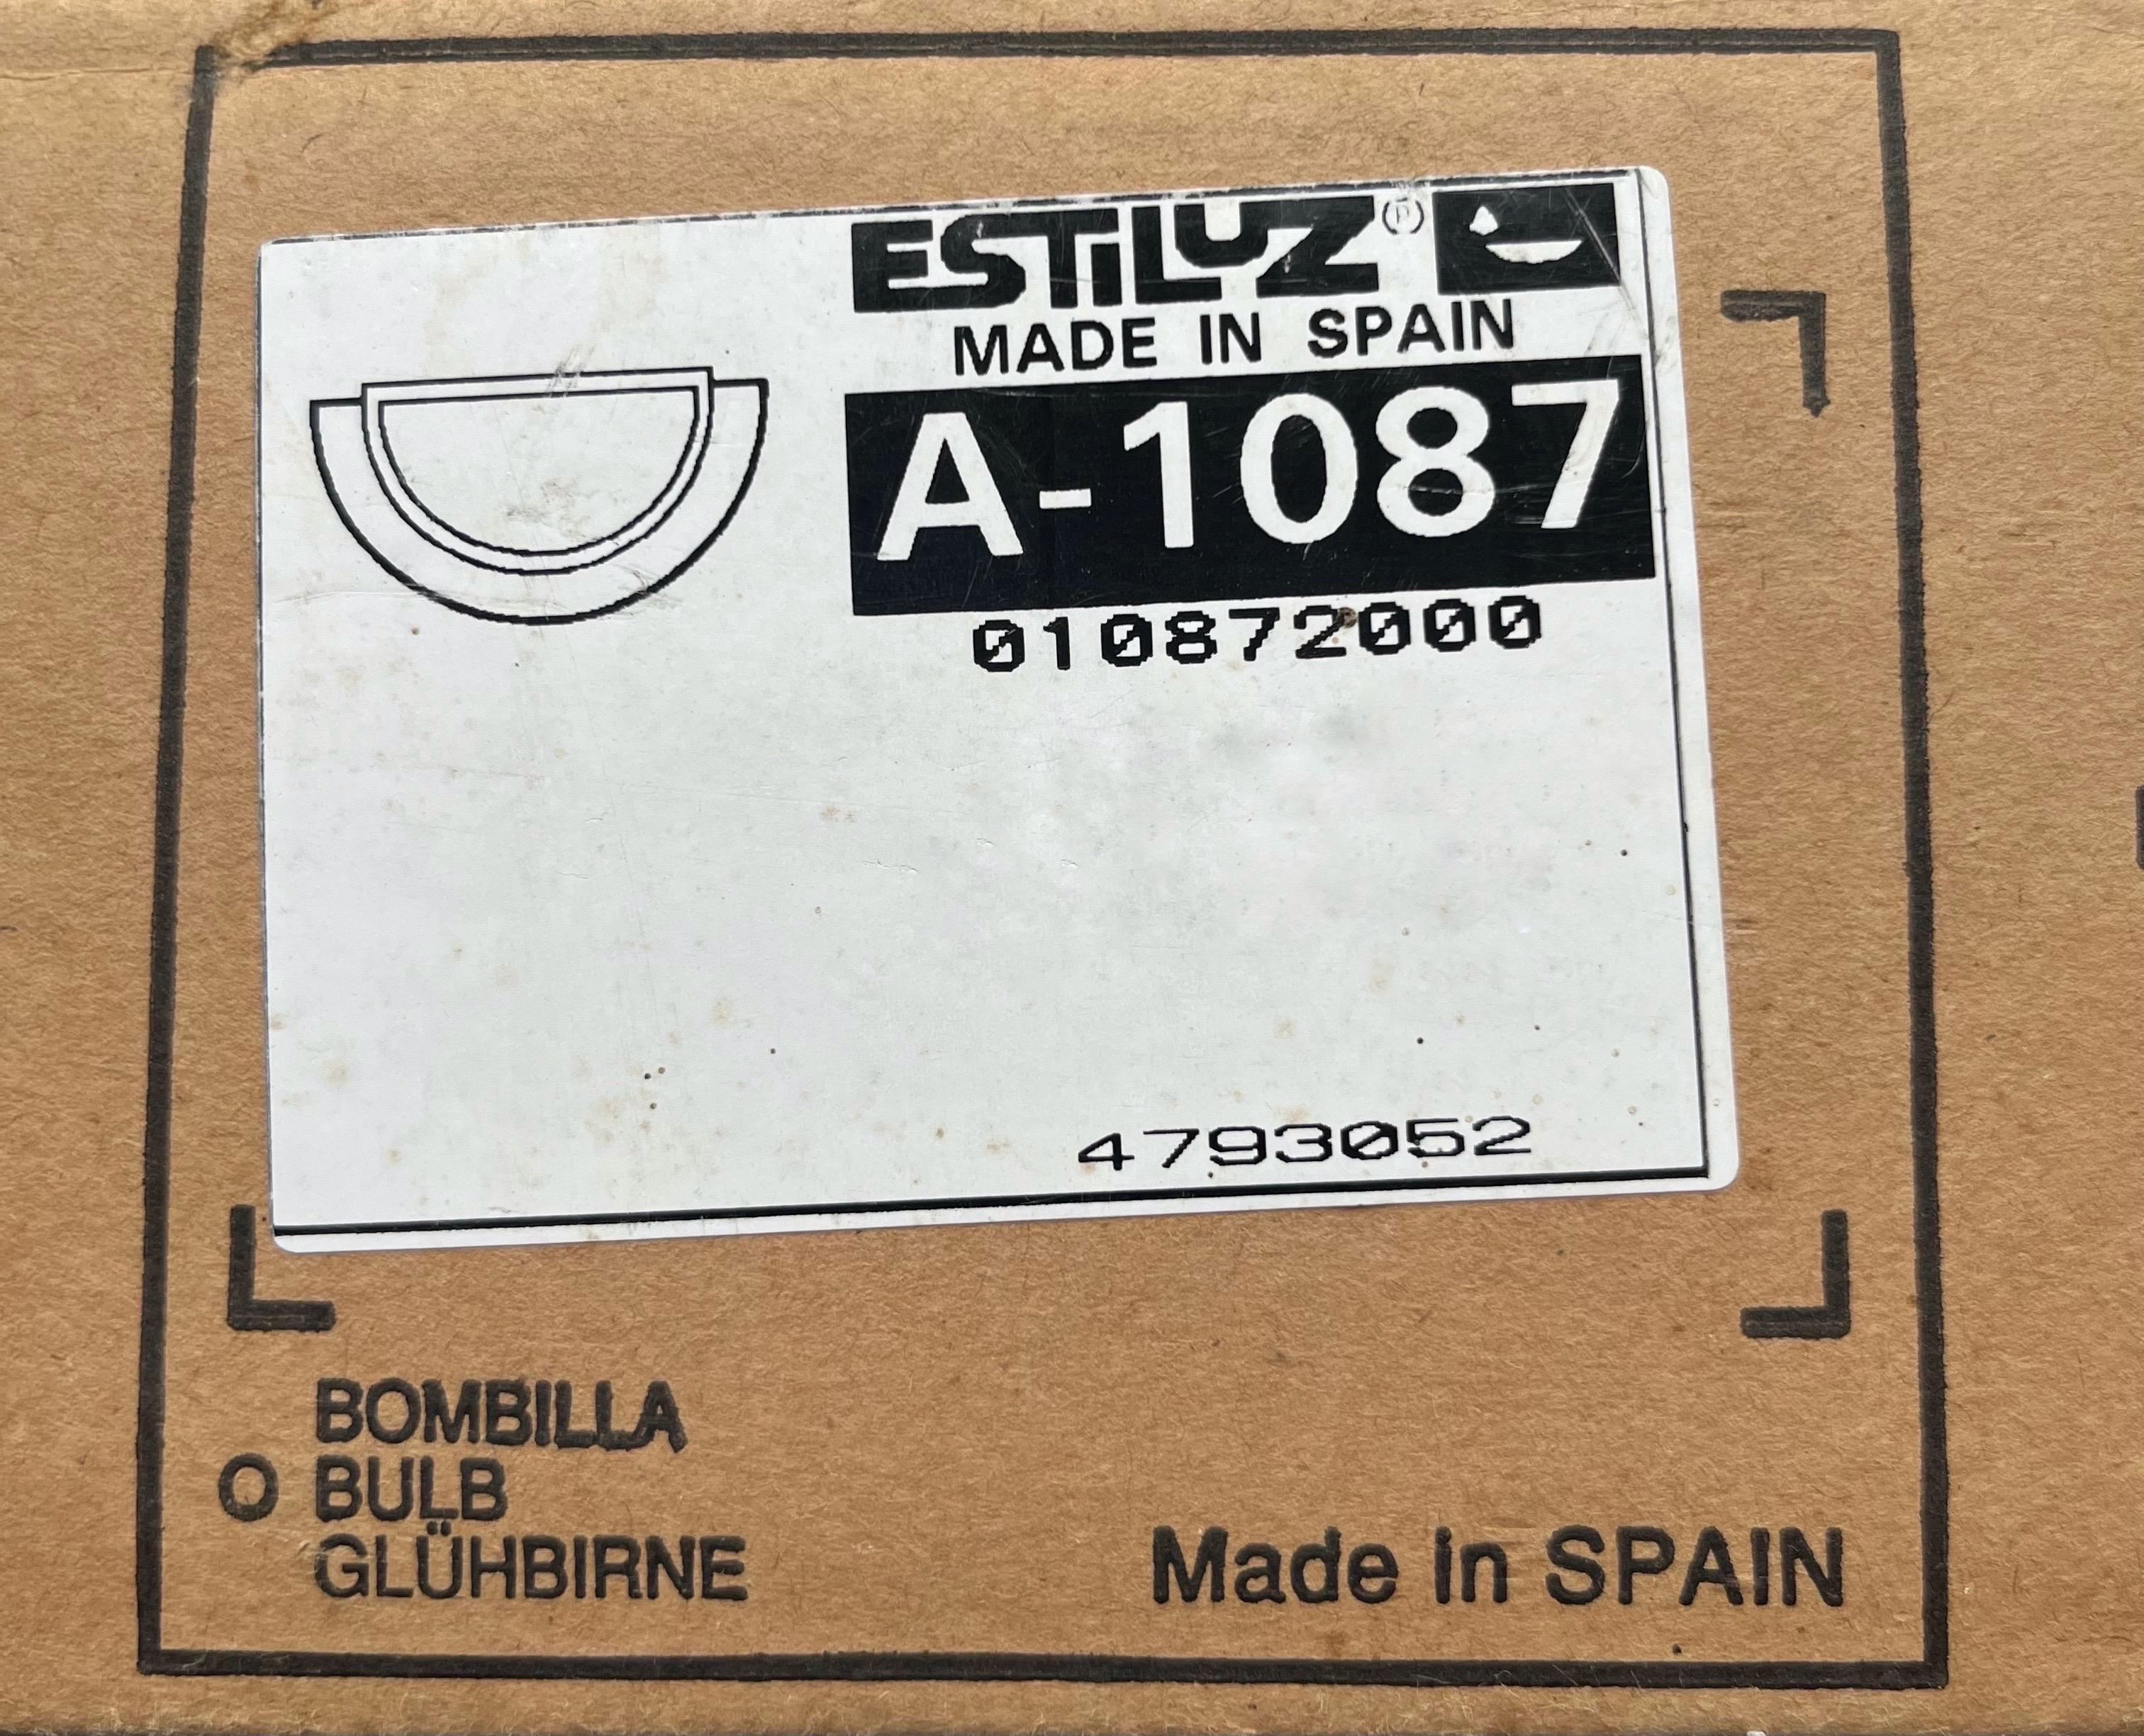 ESTiLUZ®
MADE IN SPAIN
A-1087
010872000
4793052
BOMBILLA
O BULB
GLÜHBIRNE
Made in SPAIN